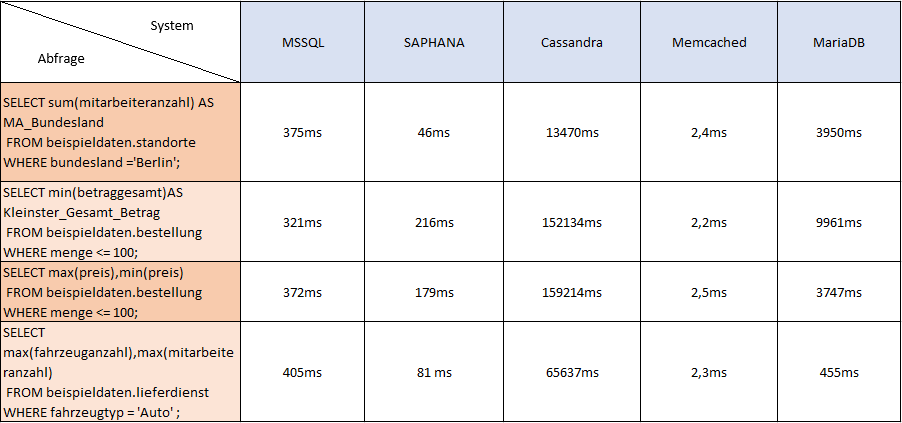 System
Abfrage
MSSQL
SAPHANA
Cassandra
Memcached
MariaDB
SELECT sum(mitarbeiteranzahl) AS
MA_Bundesland
FROM beispieldaten.standorte
WHERE bundesland ='Berlin';
375ms
46ms
13470ms
2,4ms
3950ms
SELECT min(betraggesamt)AS
Kleinster_Gesamt_Betrag
FROM beispieldaten.bestellung
WHERE menge <= 100;
321ms
216ms
152134ms
2,2ms
9961ms
SELECT max(preis),min(preis)
FROM beispieldaten.bestellung
WHERE menge <= 100;
372ms
179ms
159214ms
2,5ms
3747ms
SELECT
max(fahrzeuganzahl),max(mitarbeite
ranzahl)
FROM beispieldaten.lieferdienst
WHERE fahrzeugtyp = 'Auto' ;
405ms
81 ms
65637ms
2,3ms
455ms